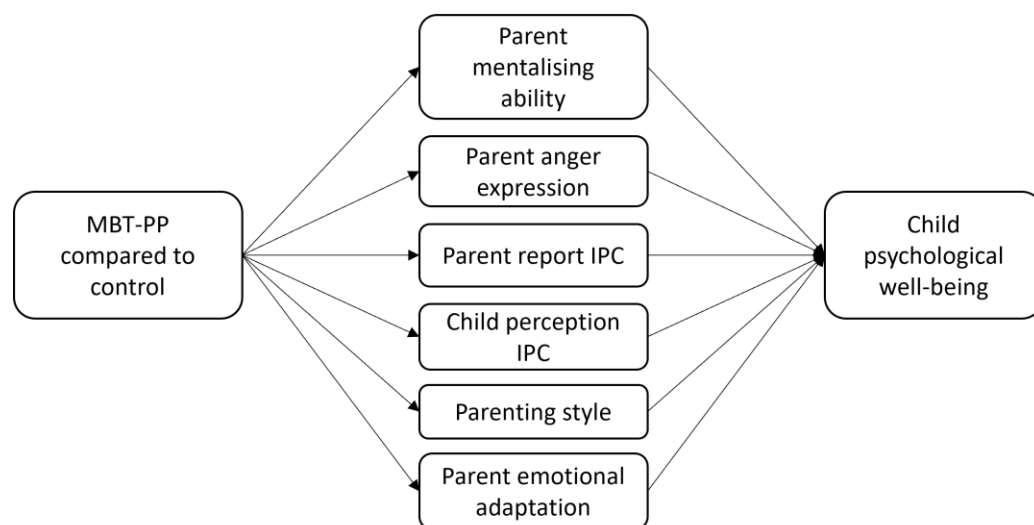 MBT-PP
compared to
control
Parent
mentalising
ability
Parent anger
expression
Parent report IPC
Child perception
IPC
Parenting style
Parent emotional
adaptation
Child
psychological
well-being